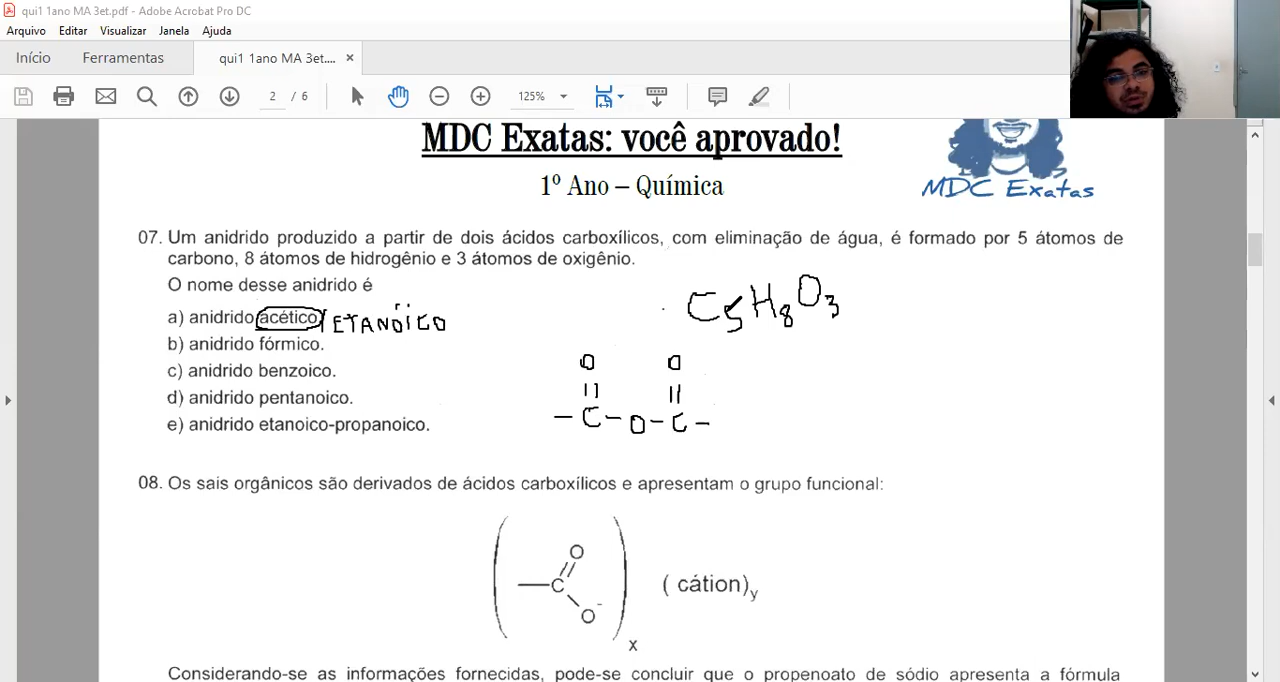 qui1 1ano MA 3et.pdf - Adobe Acrobat Pro DC
Arquivo Editar Visualizar Janela Ajuda
Início Ferramentas qui1 1ano MA 3et.... ×
2 / 6 125%
MDC Exatas: você aprovado!
1º Ano – Química
MDC Exatas
07. Um anidrido produzido a partir de dois ácidos carboxílicos, com eliminação de água, é formado por 5 átomos de
carbono, 8 átomos de hidrogênio e 3 átomos de oxigênio.
O nome desse anidrido é
C5H8O3
a) anidrido acético/ETANÖICO
b) anidrido fórmico.
c) anidrido benzoico.
d) anidrido pentanoico.
e) anidrido etanoico-propanoico.
O O
|| ||
– C – O – C –
08. Os sais orgânicos são derivados de ácidos carboxílicos e apresentam o grupo funcional:
O
C ( cátion)y
O-
x
Considerando-se as informações fornecidas, pode-se concluir que o propenoato de sódio apresenta a fórmula